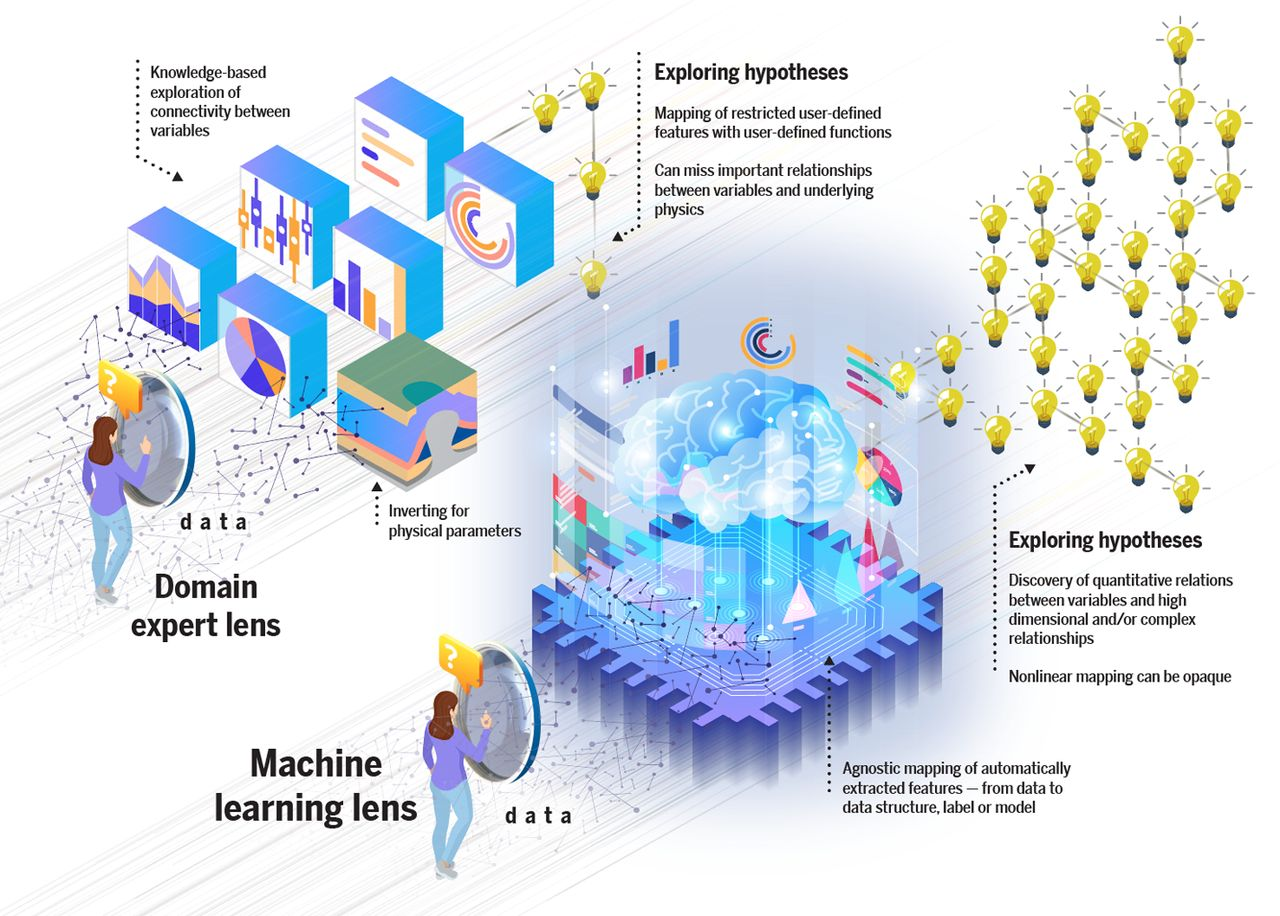 Knowledge-based
exploration of
connectivity between
variables
Exploring hypotheses
Mapping of restricted user-defined
features with user-defined functions
Can miss important relationships
between variables and underlying
physics
?
data
Inverting for
physical parameters
Domain
expert lens
Exploring hypotheses
Discovery of quantitative relations
between variables and high
dimensional and/or complex
relationships
Nonlinear mapping can be opaque
?
Machine
learning lens
data
Agnostic mapping of automatically
extracted features — from data to
data structure, label or model